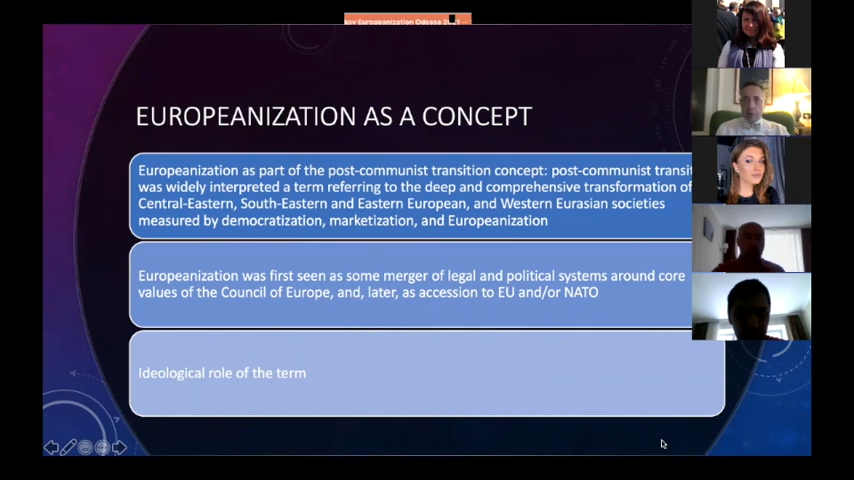 Europeanization Odessa
EUROPEANIZATION AS A CONCEPT
Europeanization as part of the post-communist transition concept: post-communist
was widely interpreted a term referring to the deep and comprehensive transformation of
Central-Eastern, South-Eastern and Eastern European, and Western Eurasian societies
measured by democratization, marketization, and Europeanization
Europeanization was first seen as some merger of legal and political systems around core
values of the Council of Europe, and, later, as accession to EU and/or NATO
Ideological role of the term